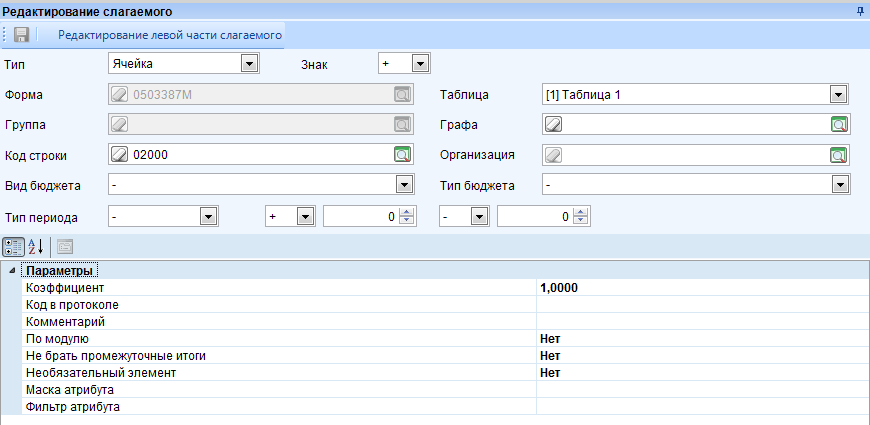 Редактирование слагаемого
Редактирование левой части слагаемого
Тип Ячейка Знак +
Форма 0503387М Таблица [1] Таблица 1
Группа Графа
Код строки 02000 Организация
Вид бюджета - Тип бюджета -
Тип периода - + 0 - 0
Параметры
Коэффициент 1,0000
Код в протоколе
Комментарий
По модулю Нет
Не брать промежуточные итоги Нет
Необязательный элемент Нет
Маска атрибута
Фильтр атрибута